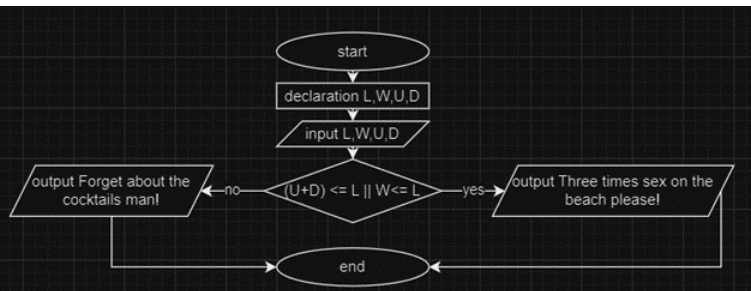 start
declaration L,W,U,D
input L,W,U,D
output Forget about the
cocktails man!
no
(U+D) <= L || W<= L
yes
output Three times sex on the
beach please!
end